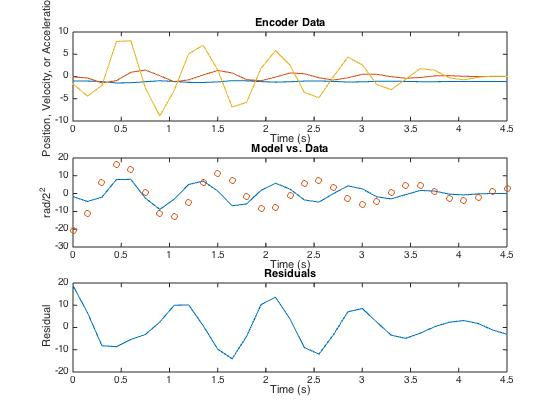 Encoder Data
Position, Velocity, or Acceleratio
10
5
0
-5
-10
0 0.5 1 1.5 2 2.5 3 3.5 4 4.5
Time (s)
Model vs. Data
rad/2²
20
10
0
-10
-20
-30
0 0.5 1 1.5 2 2.5 3 3.5 4 4.5
Time (s)
Residuals
Residual
20
10
0
-10
-20
0 0.5 1 1.5 2 2.5 3 3.5 4 4.5
Time (s)